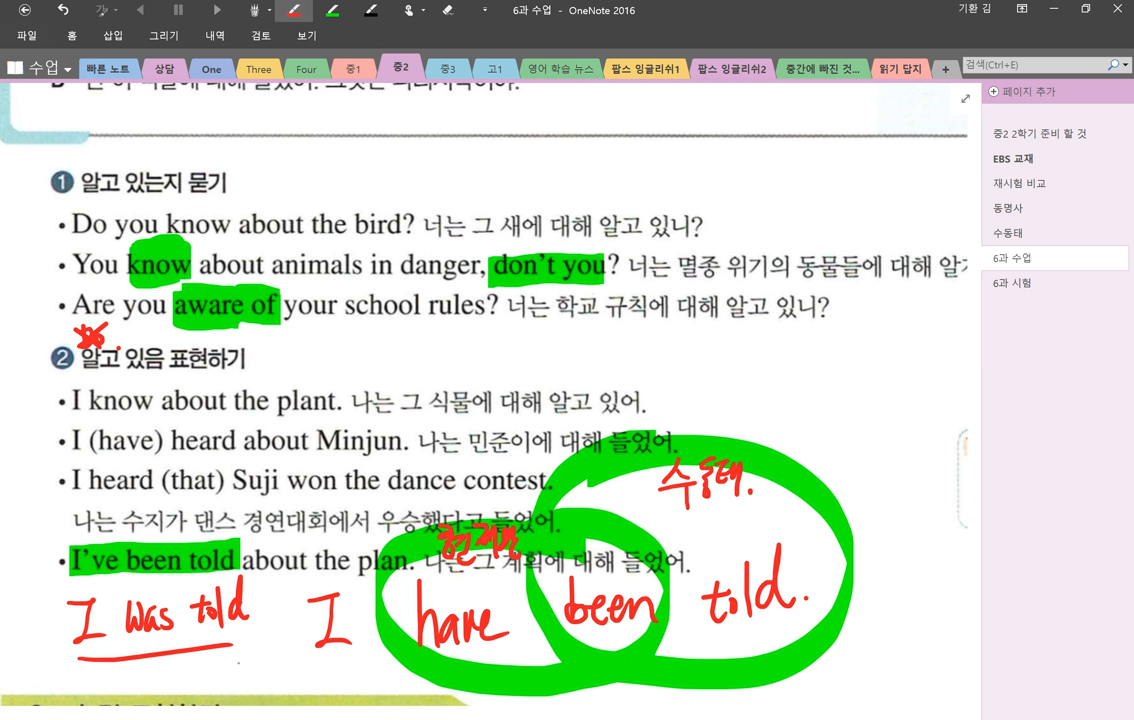 6과 수업 - OneNote 2016
기환 김
파일 홈 삽입 그리기 내역 검토 보기
수업 빠른 노트 상담 One Three Four 중1 중2 중3 고1 영어 학습 뉴스 팝스 잉글리쉬1 팝스 잉글리쉬2 중간에 빠진 것... 읽기 답지 +
검색(Ctrl+E)
페이지 추가
중2 2학기 준비 할 것
EBS 교재
재시험 비교
동명사
수동태
6과 수업
6과 시험
1 알고 있는지 묻기
• Do you know about the bird? 너는 그 새에 대해 알고 있니?
• You know about animals in danger, don't you? 너는 멸종 위기의 동물들에 대해
• Are you aware of your school rules? 너는 학교 규칙에 대해 알고 있니?
2 알고 있음 표현하기
• I know about the plant. 나는 그 식물에 대해 알고 있어.
• I (have) heard about Minjun. 나는 민준이에 대해 들었어.
• I heard (that) Suji won the dance contest.
수동태.
나는 수지가 댄스 경연대회에서 우승했다고 들었어.
• I've been told about the plan. 나는 그 계획에 대해 들었어.
I was told I have been told.